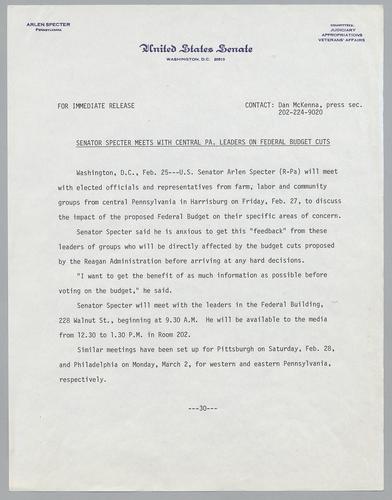 ARLEN SPECTER
PENNSYLVANIA
COMMITTEES:
JUDICIARY
APPROPRIATIONS
VETERANS' AFFAIRS
United States Senate
WASHINGTON, D.C. 20510
FOR IMMEDIATE RELEASE
CONTACT: Dan McKenna, press sec.
202-224-9020
SENATOR SPECTER MEETS WITH CENTRAL PA. LEADERS ON FEDERAL BUDGET CUTS
Washington, D.C., Feb. 25---U.S. Senator Arlen Specter (R-Pa) will meet
with elected officials and representatives from farm, labor and community
groups from central Pennsylvania in Harrisburg on Friday, Feb. 27, to discuss
the impact of the proposed Federal Budget on their specific areas of concern.
Senator Specter said he is anxious to get this "feedback" from these
leaders of groups who will be directly affected by the budget cuts proposed
by the Reagan Administration before arriving at any hard decisions.
"I want to get the benefit of as much information as possible before
voting on the budget," he said.
Senator Specter will meet with the leaders in the Federal Building,
228 Walnut St., beginning at 9.30 A.M. He will be available to the media
from 12.30 to 1.30 P.M. in Room 202.
Similar meetings have been set up for Pittsburgh on Saturday, Feb. 28,
and Philadelphia on Monday, March 2, for western and eastern Pennsylvania,
respectively.
---30---